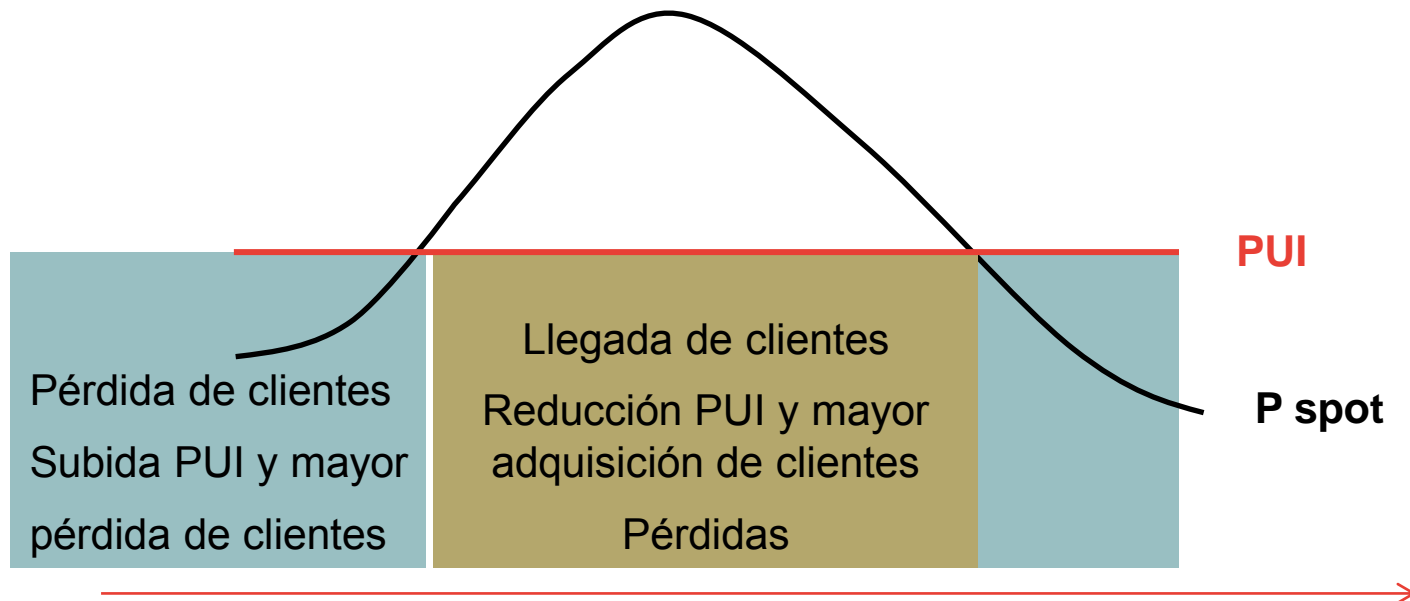 PUI
Llegada de clientes
Pérdida de clientes
Reducción PUI y mayor
P spot
Subida PUI y mayor
adquisición de clientes
pérdida de clientes
Pérdidas